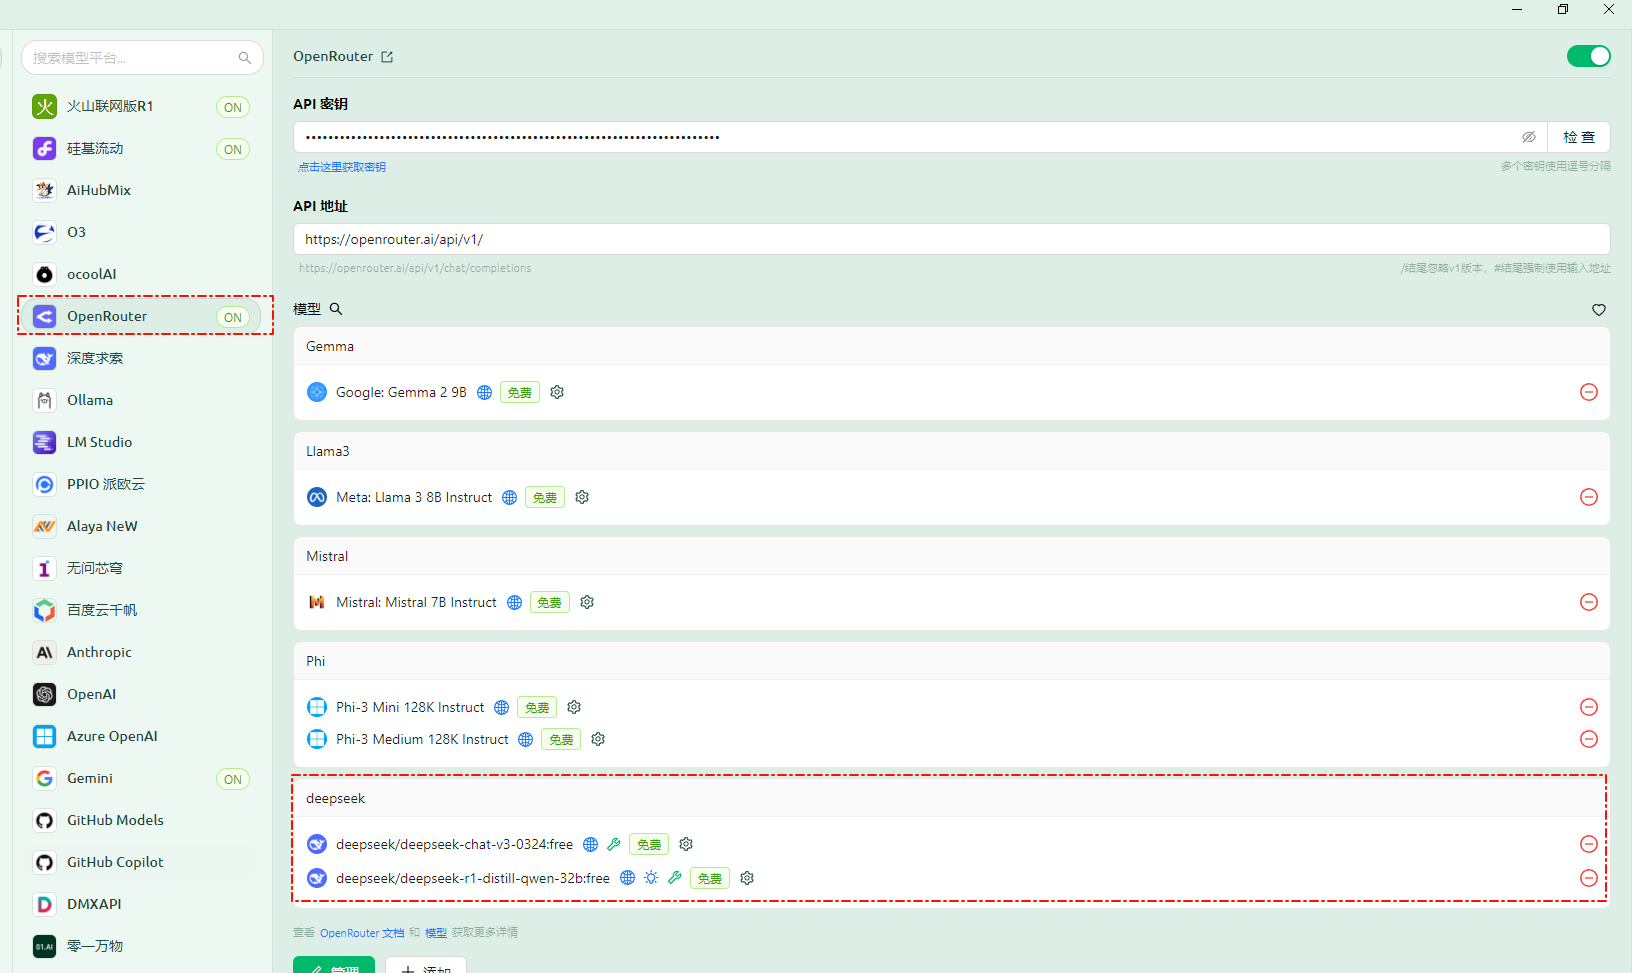 搜索模型平台...
火山联网版R1 ON
硅基流动 ON
AiHubMix
O3
ocoolAI
OpenRouter ON
深度求索
Ollama
LM Studio
PPIO 派欧云
Alaya NeW
无问芯穹
百度云千帆
Anthropic
OpenAI
Azure OpenAI
Gemini ON
GitHub Models
GitHub Copilot
DMXAPI
01.AI 零一万物
OpenRouter
API 密钥
检 查
点击这里获取密钥 多个密钥使用逗号分隔
API 地址
https://openrouter.ai/api/v1/
https://openrouter.ai/api/v1/chat/completions /结尾忽略v1版本，#结尾强制使用输入地址
模型
Gemma
Google: Gemma 2 9B 免费
Llama3
Meta: Llama 3 8B Instruct 免费
Mistral
Mistral: Mistral 7B Instruct 免费
Phi
Phi-3 Mini 128K Instruct 免费
Phi-3 Medium 128K Instruct 免费
deepseek
deepseek/deepseek-chat-v3-0324:free 免费
deepseek/deepseek-r1-distill-qwen-32b:free 免费
查看 OpenRouter 文档 和 模型 获取更多详情
管理 添加